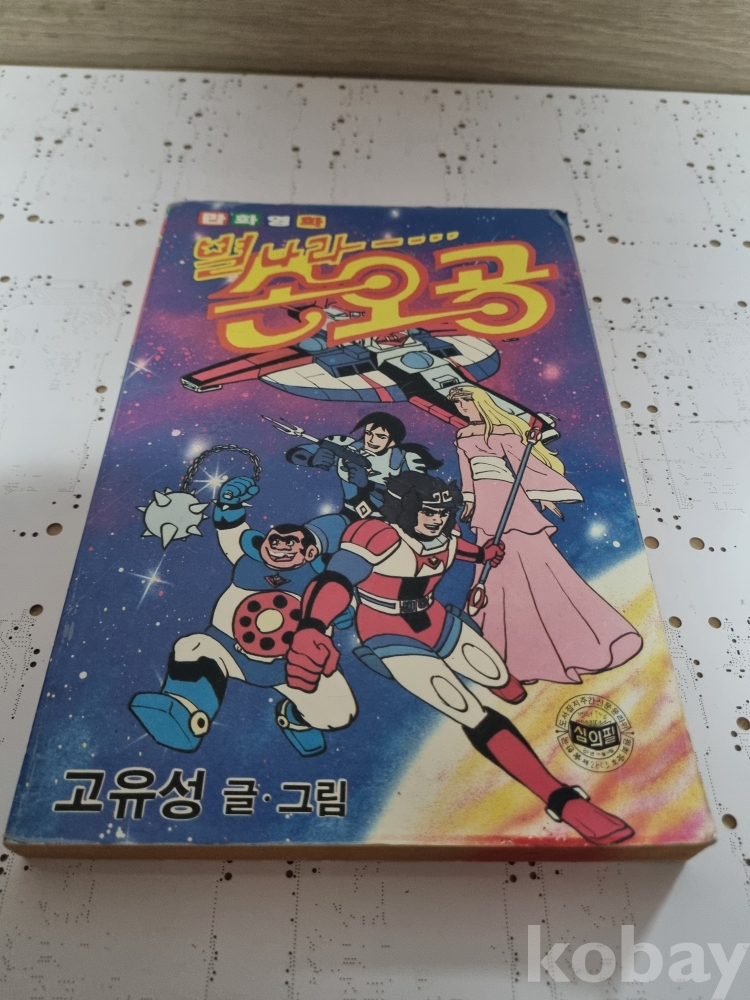 만화영화
별나라
손오공
심의필
고유성 글·그림
kobay